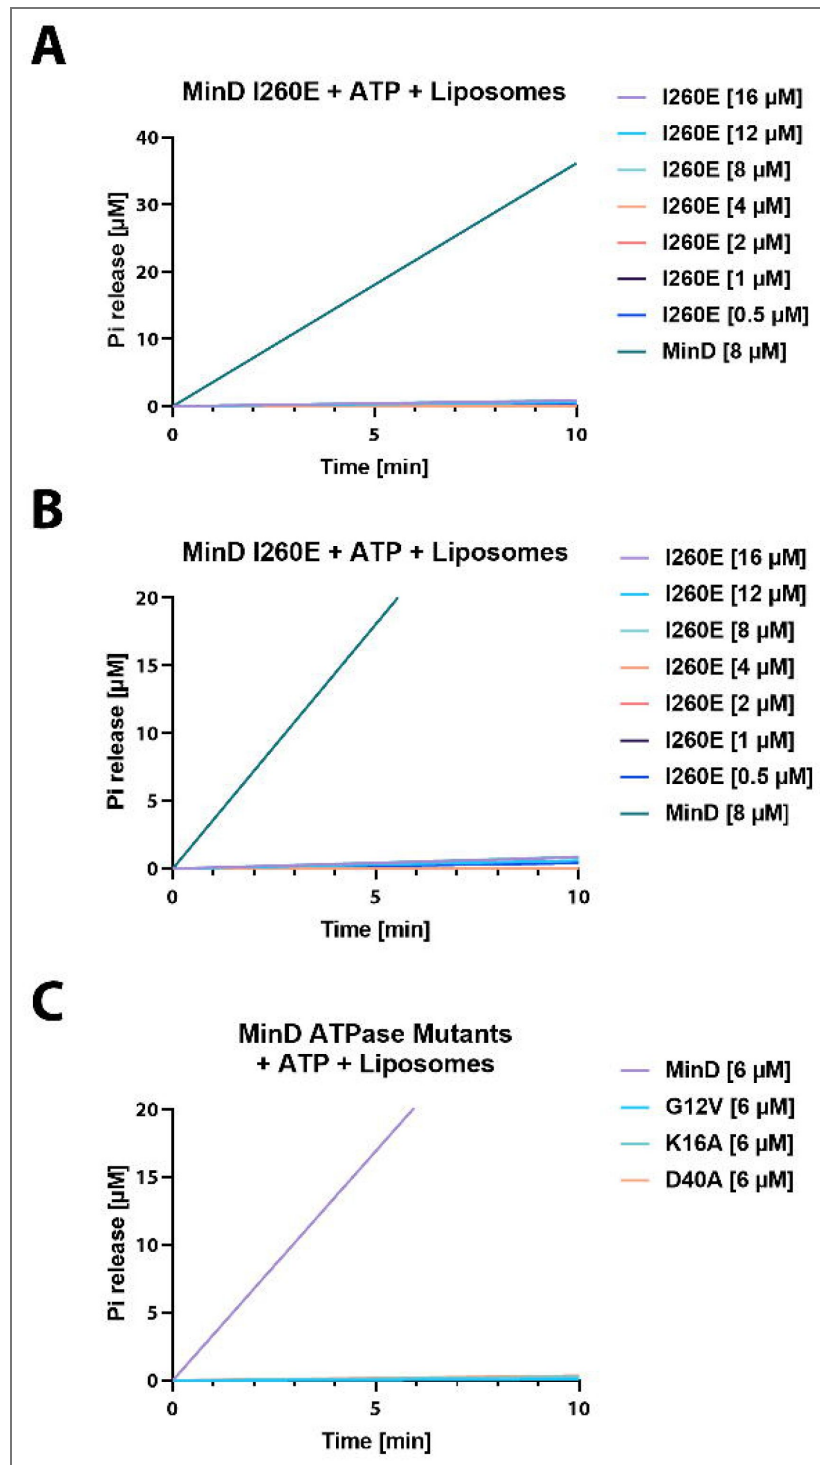 A
MinD I260E + ATP + Liposomes
40
30
20
10
0
Pi release [µM]
0 5 10
Time [min]
I260E [16 µM]
I260E [12 µM]
I260E [8 µM]
I260E [4 µM]
I260E [2 µM]
I260E [1 µM]
I260E [0.5 µM]
MinD [8 µM]
B
MinD I260E + ATP + Liposomes
20
15
10
5
0
Pi release [µM]
0 5 10
Time [min]
I260E [16 µM]
I260E [12 µM]
I260E [8 µM]
I260E [4 µM]
I260E [2 µM]
I260E [1 µM]
I260E [0.5 µM]
MinD [8 µM]
C
MinD ATPase Mutants
+ ATP + Liposomes
20
15
10
5
0
Pi release [µM]
0 5 10
Time [min]
MinD [6 µM]
G12V [6 µM]
K16A [6 µM]
D40A [6 µM]